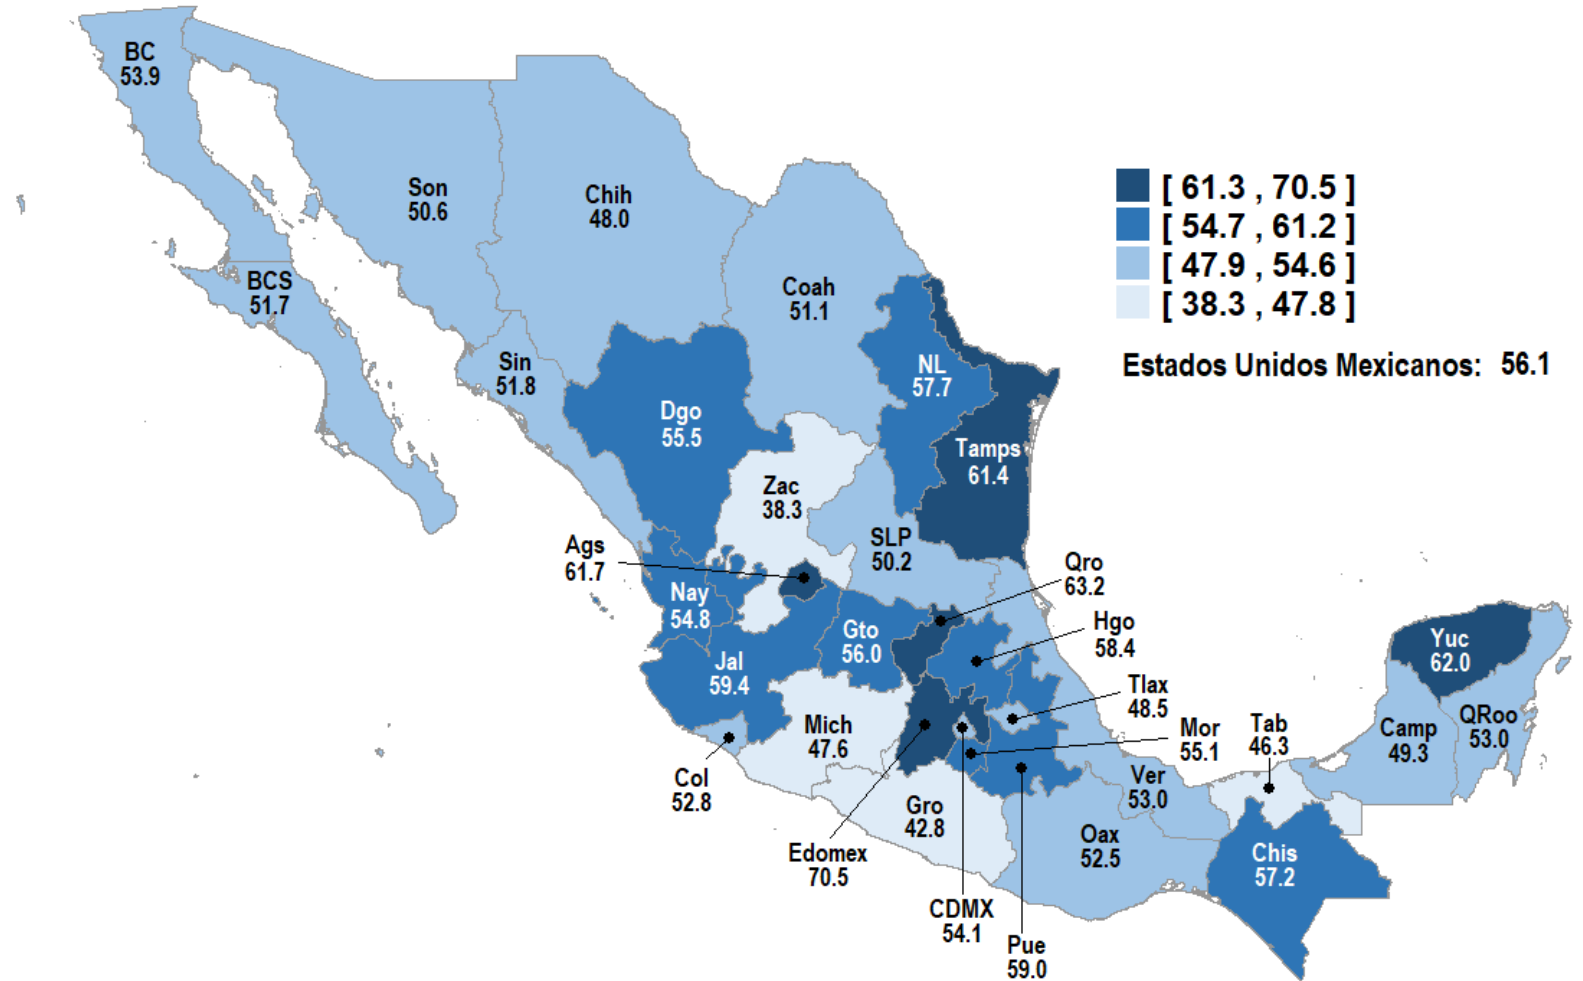 BC
53.9
Son
50.6
Chih
48.0
BCS
51.7
Coah
51.1
Sin
51.8
NL
57.7
Dgo
55.5
Tamps
61.4
Zac
38.3
SLP
50.2
Ags
61.7
Nay
54.8
Jal
59.4
Gto
56.0
Qro
63.2
Hgo
58.4
Tlax
48.5
Mor
55.1
Tab
46.3
Yuc
62.0
Camp
49.3
QRoo
53.0
Mich
47.6
Col
52.8
Gro
42.8
Ver
53.0
Oax
52.5
Chis
57.2
Edomex
70.5
CDMX
54.1
Pue
59.0
[ 61.3 , 70.5 ]
[ 54.7 , 61.2 ]
[ 47.9 , 54.6 ]
[ 38.3 , 47.8 ]
Estados Unidos Mexicanos: 56.1